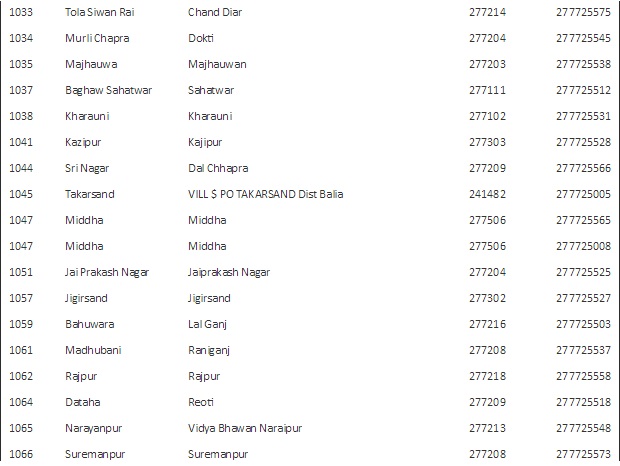 1033 Tola Siwan Rai Chand Diar 277214 277725575
1034 Murli Chapra Dokti 277204 277725545
1035 Majhauwa Majhauwan 277203 277725538
1037 Baghaw Sahatwar Sahatwar 277111 277725512
1038 Kharauni Kharauni 277102 277725531
1041 Kazipur Kajipur 277303 277725528
1044 Sri Nagar Dal Chhapra 277209 277725566
1045 Takarsand VILL $ PO TAKARSAND Dist Balia 241482 277725005
1047 Middha Middha 277506 277725565
1047 Middha Middha 277506 277725008
1051 Jai Prakash Nagar Jaiprakash Nagar 277204 277725525
1057 Jigirsand Jigirsand 277302 277725527
1059 Bahuwara Lal Ganj 277216 277725503
1061 Madhubani Raniganj 277208 277725537
1062 Rajpur Rajpur 277218 277725558
1064 Dataha Reoti 277209 277725518
1065 Narayanpur Vidya Bhawan Naraipur 277213 277725548
1066 Suremanpur Suremanpur 277208 277725573